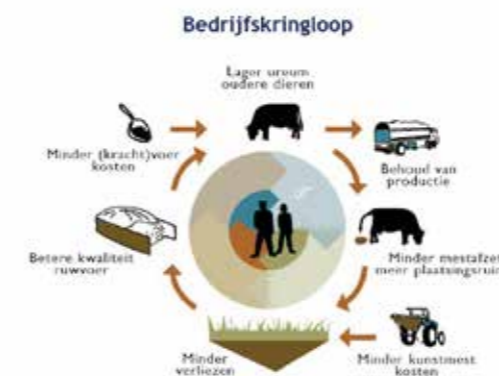 Bedrijfskringloop
Lager ureum
oudere dieren
Minder (kracht)voer
kosten
Behoud van
productie
Betere kwaliteit
ruwvoer
Minder mestafzet
meer plaatsingsruim
Minder
verliezen
Minder kunstmest
kosten